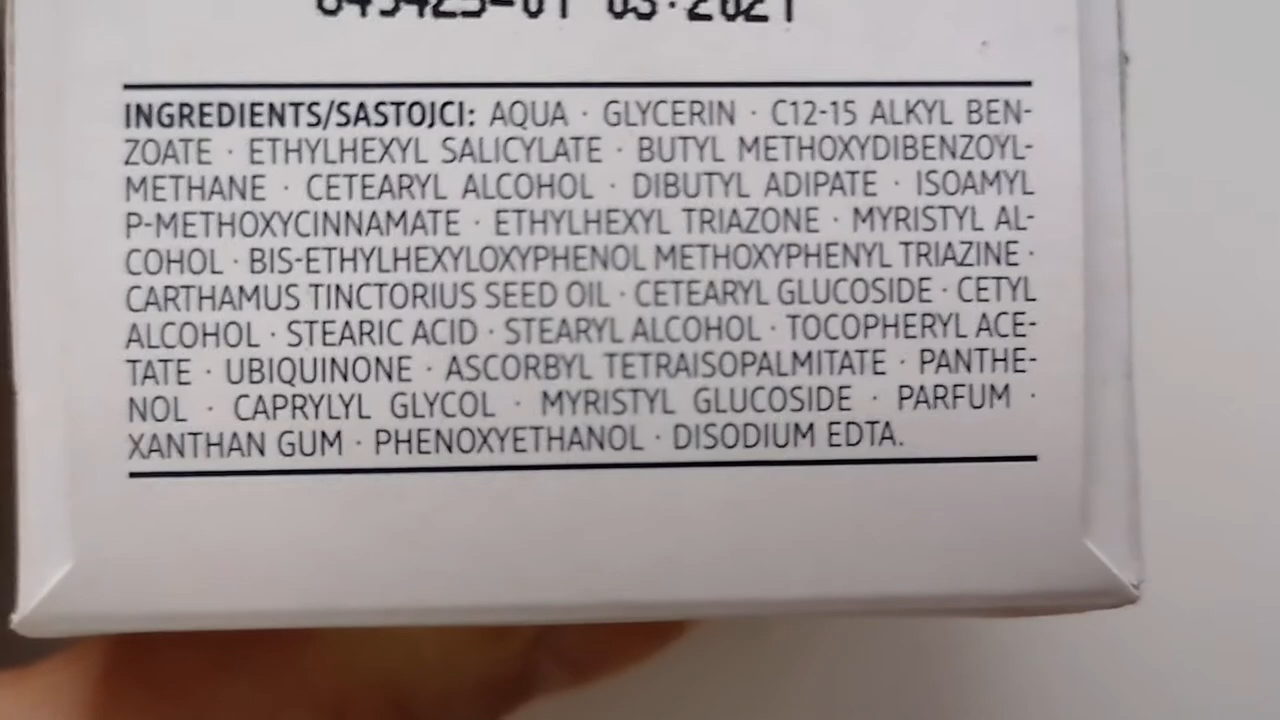 03.2021
INGREDIENTS/SASTOJCI: AQUA · GLYCERIN · C12-15 ALKYL BEN-
ZOATE · ETHYLHEXYL SALICYLATE · BUTYL METHOXYDIBENZOYL-
METHANE · CETEARYL ALCOHOL · DIBUTYL ADIPATE · ISOAMYL
P-METHOXYCINNAMATE · ETHYLHEXYL TRIAZONE · MYRISTYL AL-
COHOL · BIS-ETHYLHEXYLOXYPHENOL METHOXYPHENYL TRIAZINE ·
CARTHAMUS TINCTORIUS SEED OIL · CETEARYL GLUCOSIDE · CETYL
ALCOHOL · STEARIC ACID · STEARYL ALCOHOL · TOCOPHERYL ACE-
TATE · UBIQUINONE · ASCORBYL TETRAISOPALMITATE · PANTHE-
NOL · CAPRYLYL GLYCOL · MYRISTYL GLUCOSIDE · PARFUM ·
XANTHAN GUM · PHENOXYETHANOL · DISODIUM EDTA.